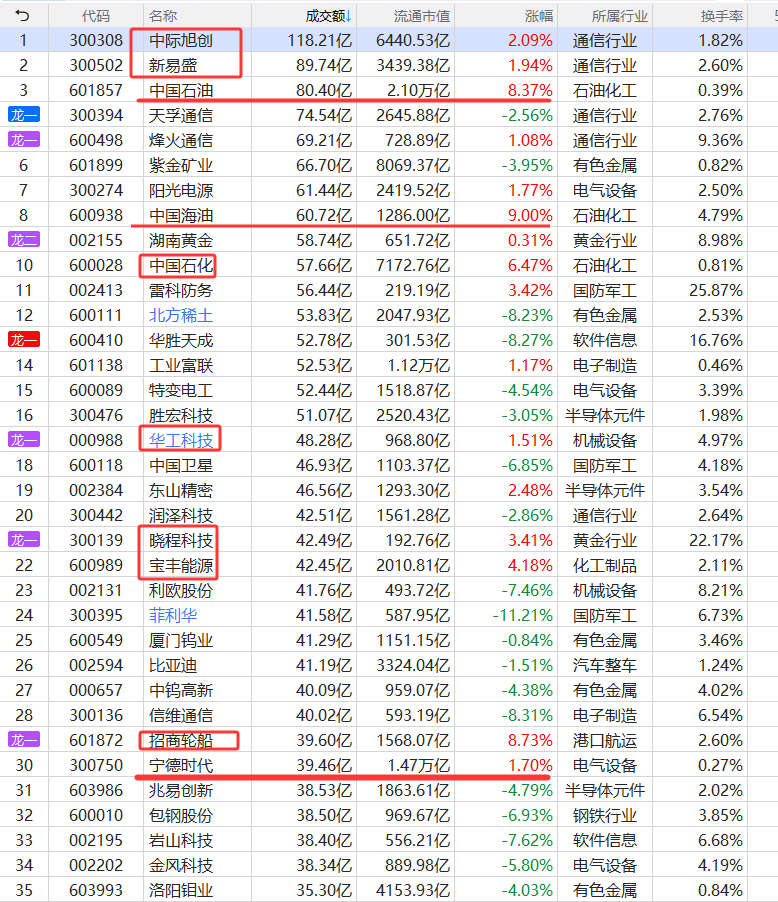 代码 名称 成交额↓ 流通市值 涨幅 所属行业 换手率
1 300308 中际旭创 118.21亿 6440.53亿 2.09% 通信行业 1.82%
2 300502 新易盛 89.74亿 3439.38亿 1.94% 通信行业 2.60%
3 601857 中国石油 80.40亿 2.10万亿 8.37% 石油化工 0.39%
龙一 300394 天孚通信 74.54亿 2645.88亿 -2.56% 通信行业 2.76%
龙一 600498 烽火通信 69.21亿 728.89亿 1.08% 通信行业 9.36%
6 601899 紫金矿业 66.70亿 8069.37亿 -3.95% 有色金属 0.82%
7 300274 阳光电源 61.44亿 2419.52亿 1.77% 电气设备 2.50%
8 600938 中国海油 60.72亿 1286.00亿 9.00% 石油化工 4.79%
龙二 002155 湖南黄金 58.74亿 651.72亿 0.31% 黄金行业 8.98%
10 600028 中国石化 57.66亿 7172.76亿 6.47% 石油化工 0.81%
11 002413 雷科防务 56.44亿 219.19亿 3.42% 国防军工 25.87%
12 600111 北方稀土 53.83亿 2047.93亿 -8.23% 有色金属 2.53%
龙一 600410 华胜天成 52.78亿 301.53亿 -8.27% 软件信息 16.76%
14 601138 工业富联 52.53亿 1.12万亿 1.17% 电子制造 0.46%
15 600089 特变电工 52.44亿 1518.87亿 -4.54% 电气设备 3.39%
16 300476 胜宏科技 51.07亿 2520.43亿 -3.05% 半导体元件 1.98%
龙一 000988 华工科技 48.28亿 968.80亿 1.51% 机械设备 4.97%
18 600118 中国卫星 46.93亿 1103.37亿 -6.85% 国防军工 4.18%
19 002384 东山精密 46.56亿 1293.30亿 2.48% 半导体元件 3.54%
20 300442 润泽科技 42.51亿 1561.28亿 -2.86% 通信行业 2.64%
龙一 300139 晓程科技 42.49亿 192.76亿 3.41% 黄金行业 22.17%
22 600989 宝丰能源 42.45亿 2010.81亿 4.18% 化工制品 2.11%
23 002131 利欧股份 41.76亿 493.72亿 -7.46% 机械设备 8.21%
24 300395 菲利华 41.58亿 587.95亿 -11.21% 国防军工 6.73%
25 600549 厦门钨业 41.29亿 1151.15亿 -0.84% 有色金属 3.46%
26 002594 比亚迪 41.19亿 3324.04亿 -1.51% 汽车整车 1.24%
27 000657 中钨高新 40.09亿 959.07亿 -4.38% 有色金属 4.02%
28 300136 信维通信 40.02亿 593.19亿 -8.31% 电子制造 6.54%
龙一 601872 招商轮船 39.60亿 1568.07亿 8.73% 港口航运 2.60%
30 300750 宁德时代 39.46亿 1.47万亿 1.70% 电气设备 0.27%
31 603986 兆易创新 38.53亿 1863.61亿 -4.79% 半导体元件 2.02%
32 600010 包钢股份 38.50亿 969.67亿 -6.93% 钢铁行业 3.85%
33 002195 岩山科技 38.40亿 556.21亿 -7.62% 软件信息 6.68%
34 002202 金风科技 38.34亿 889.98亿 -5.80% 电气设备 4.19%
35 603993 洛阳钼业 35.30亿 4153.93亿 -4.03% 有色金属 0.84%